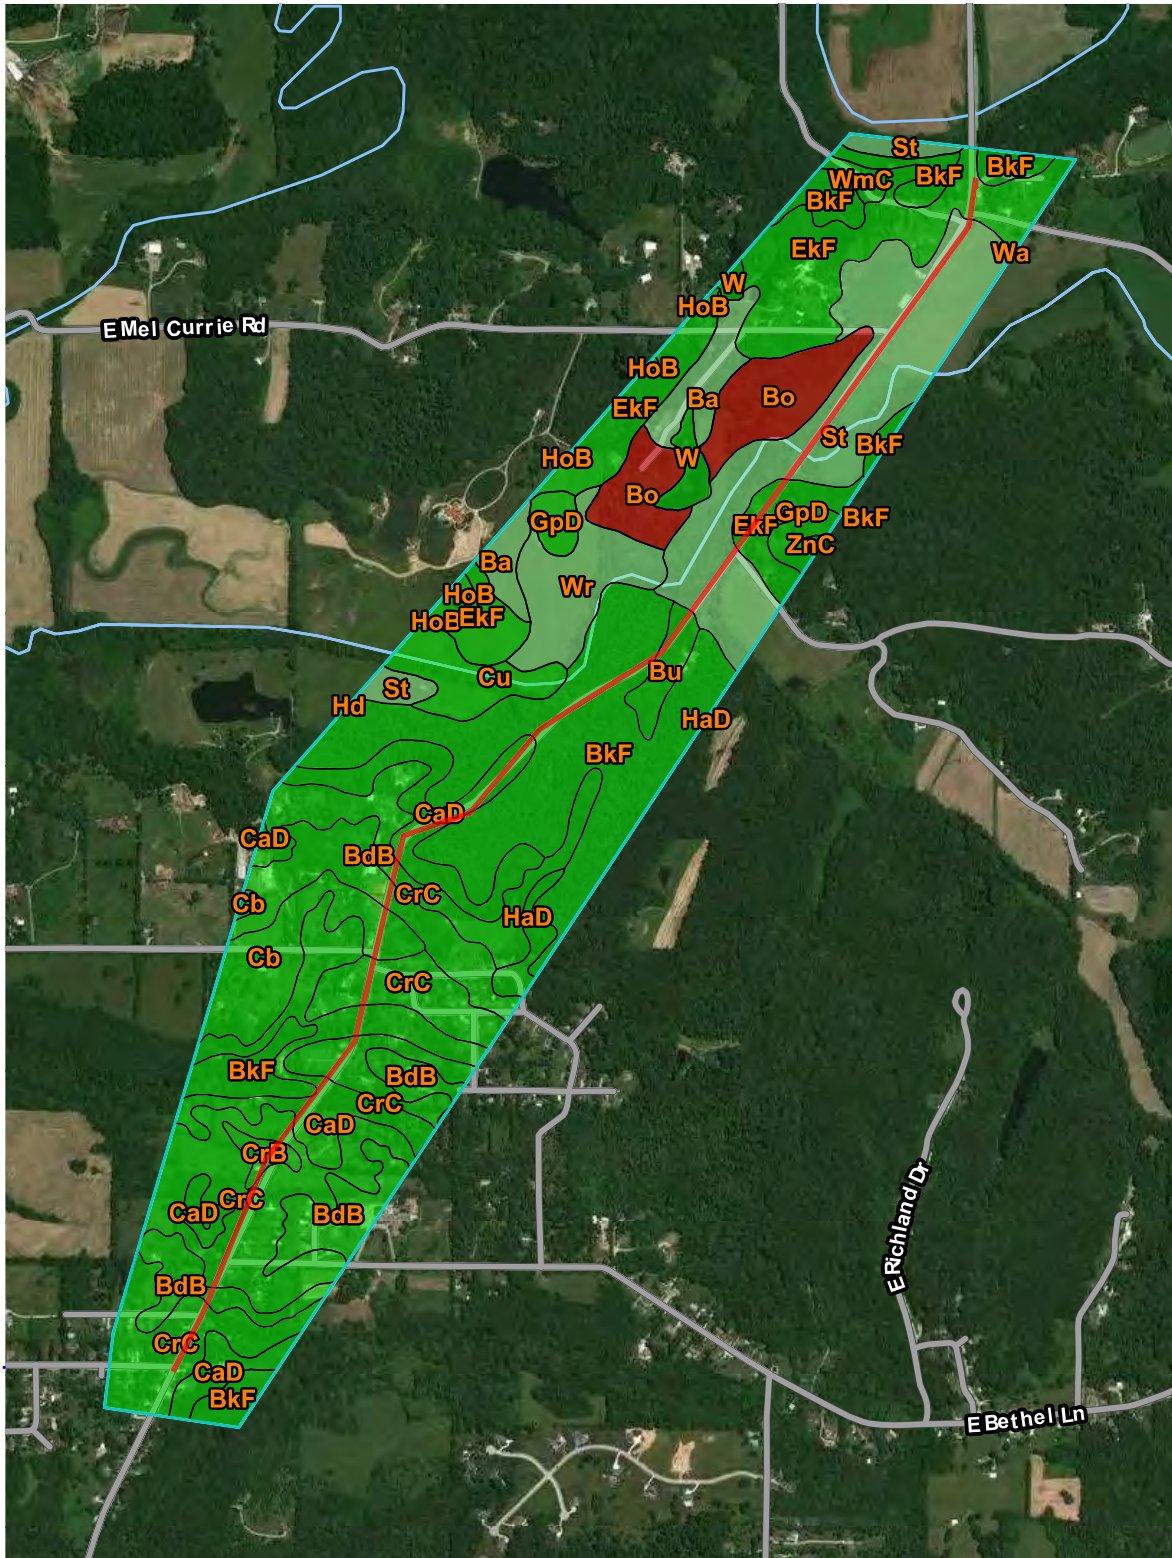 St
BkF
BkF
WmC
BkF
EkF
Wa
W
HoB
E Mel Currie Rd
HoB
Ba
Bo
EkF
St
BkF
HoB
W
Bo
GpD
GpD
BkF
EkF
ZnC
Ba
Wr
HoB
HoB
EkF
Cu
Bu
St
Hd
HaD
BkF
CaD
CaD
BdB
CrC
Cb
HaD
Cb
CrC
BkF
BdB
CrC
CaD
CrB
CrC
CaD
BdB
E Richland Dr
BdB
CrC
CaD
BkF
E Bethel Ln